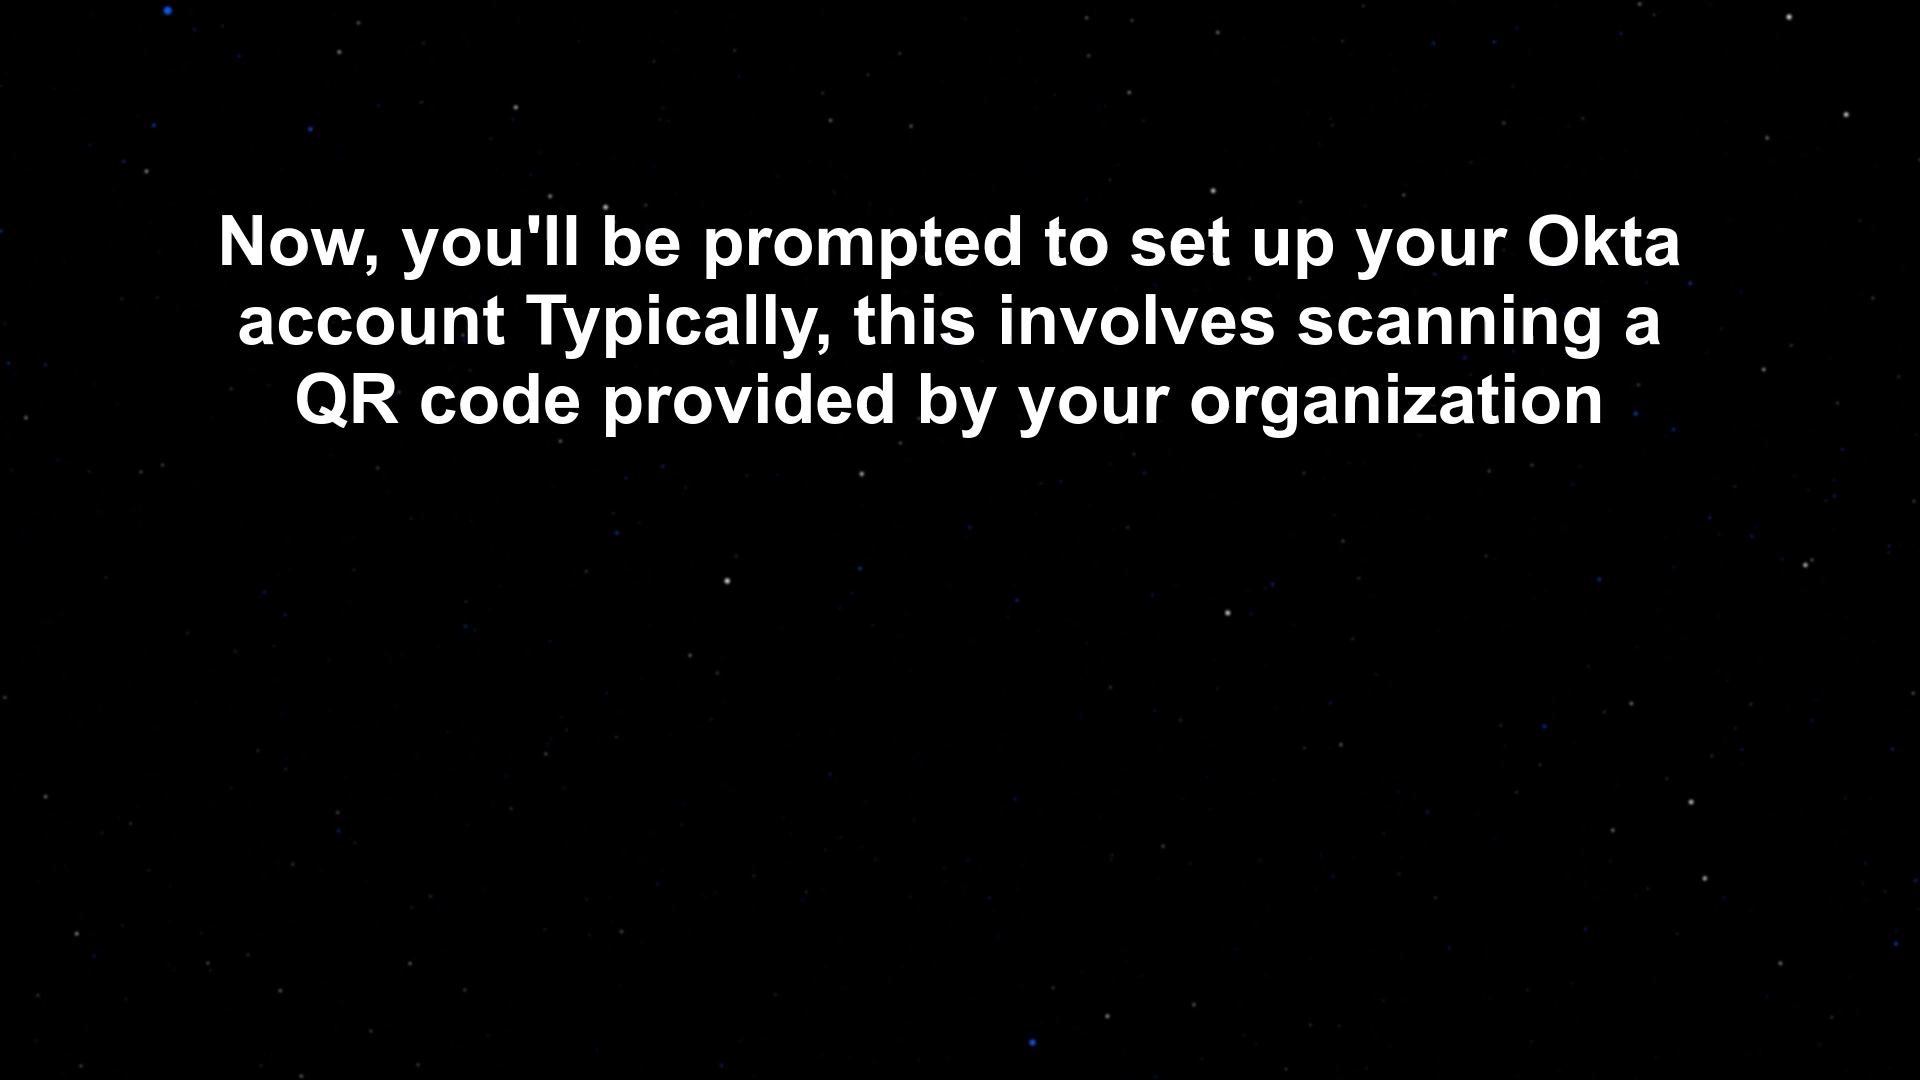 Now, you'll be prompted to set up your Okta
account Typically, this involves scanning a
QR code provided by your organization